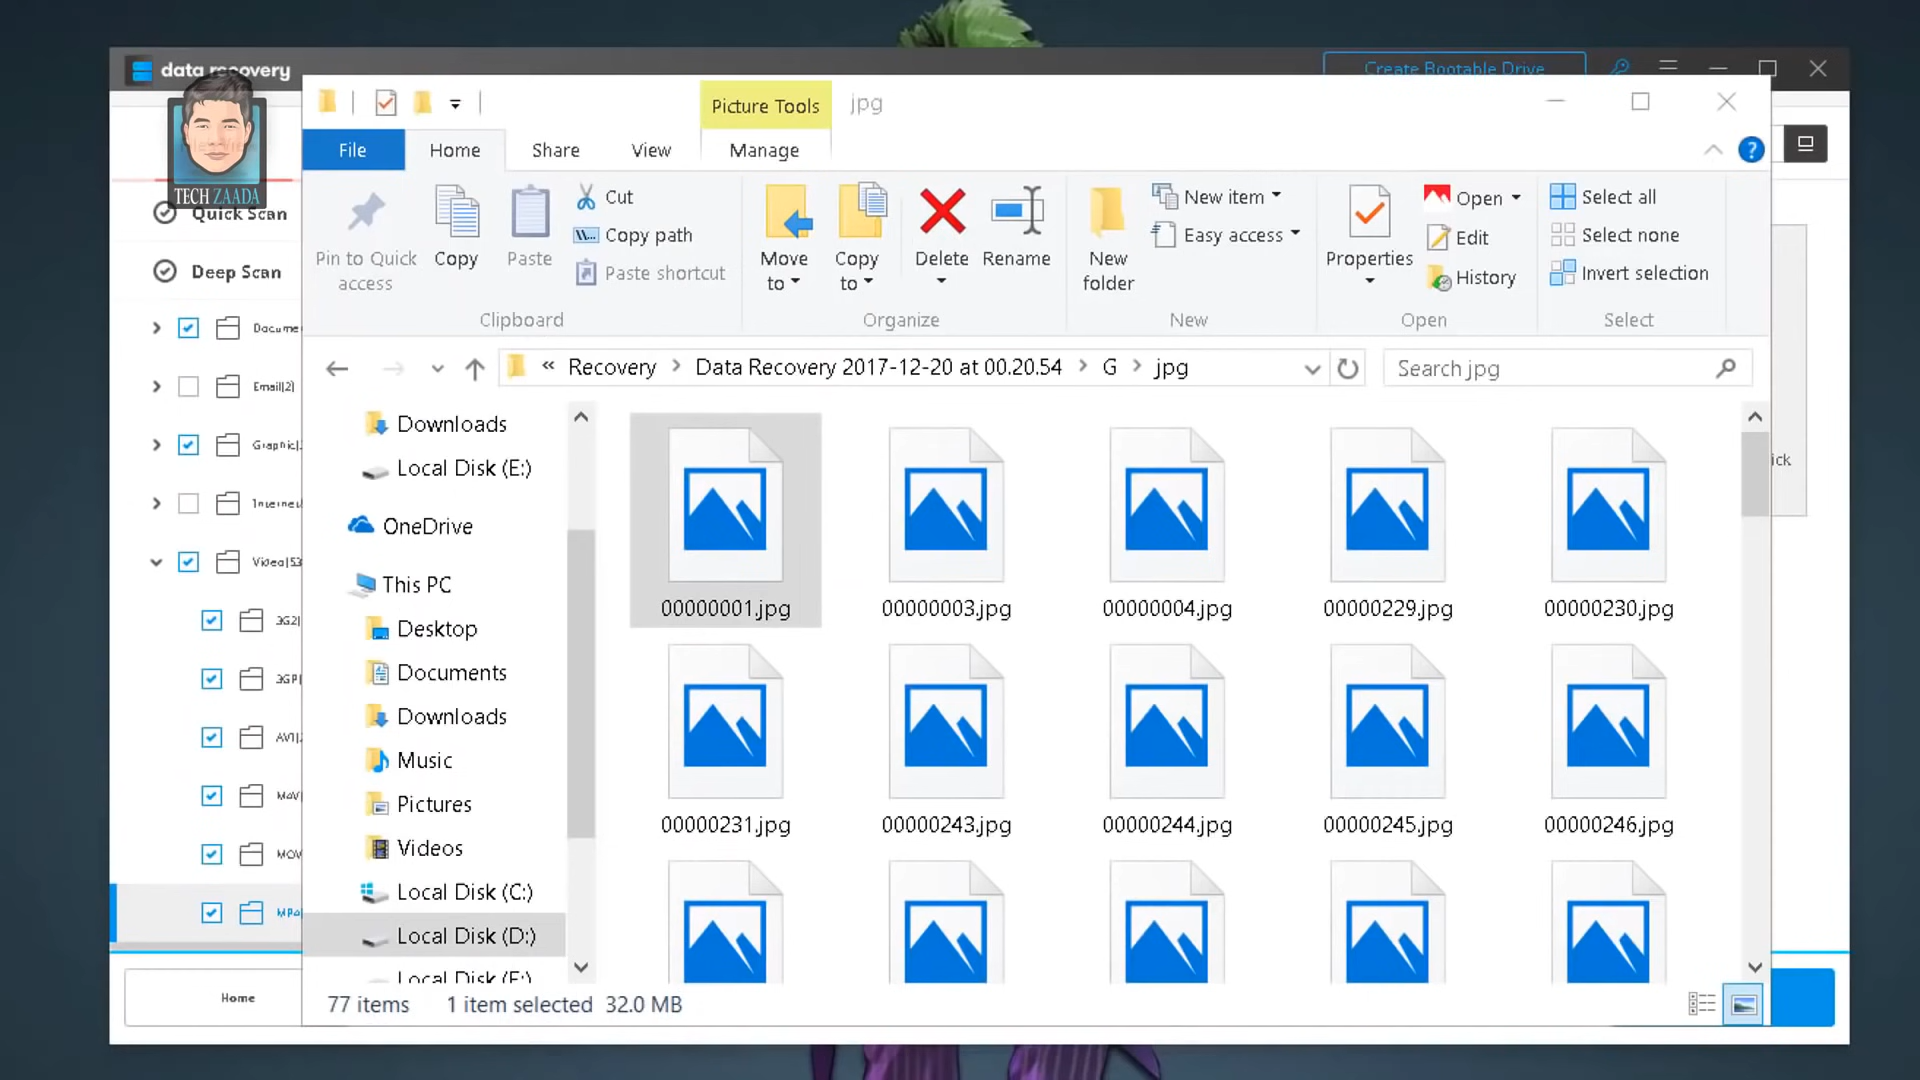 data recovery
Create Bootable Drive
TECH ZAADA
Picture Tools
jpg
File
Home
Share
View
Manage
Pin to Quick access
Copy
Paste
Cut
Copy path
Paste shortcut
Clipboard
Move to
Copy to
Delete
Rename
Organize
New folder
New item
Easy access
New
Properties
Open
Edit
History
Open
Select all
Select none
Invert selection
Select
« Recovery > Data Recovery 2017-12-20 at 00.20.54 > G > jpg
Search jpg
Quick Scan
Deep Scan
Email(2)
Home
Downloads
Local Disk (E:)
OneDrive
This PC
Desktop
Documents
Downloads
Music
Pictures
Videos
Local Disk (C:)
Local Disk (D:)
00000001.jpg
00000003.jpg
00000004.jpg
00000229.jpg
00000230.jpg
00000231.jpg
00000243.jpg
00000244.jpg
00000245.jpg
00000246.jpg
77 items
1 item selected 32.0 MB